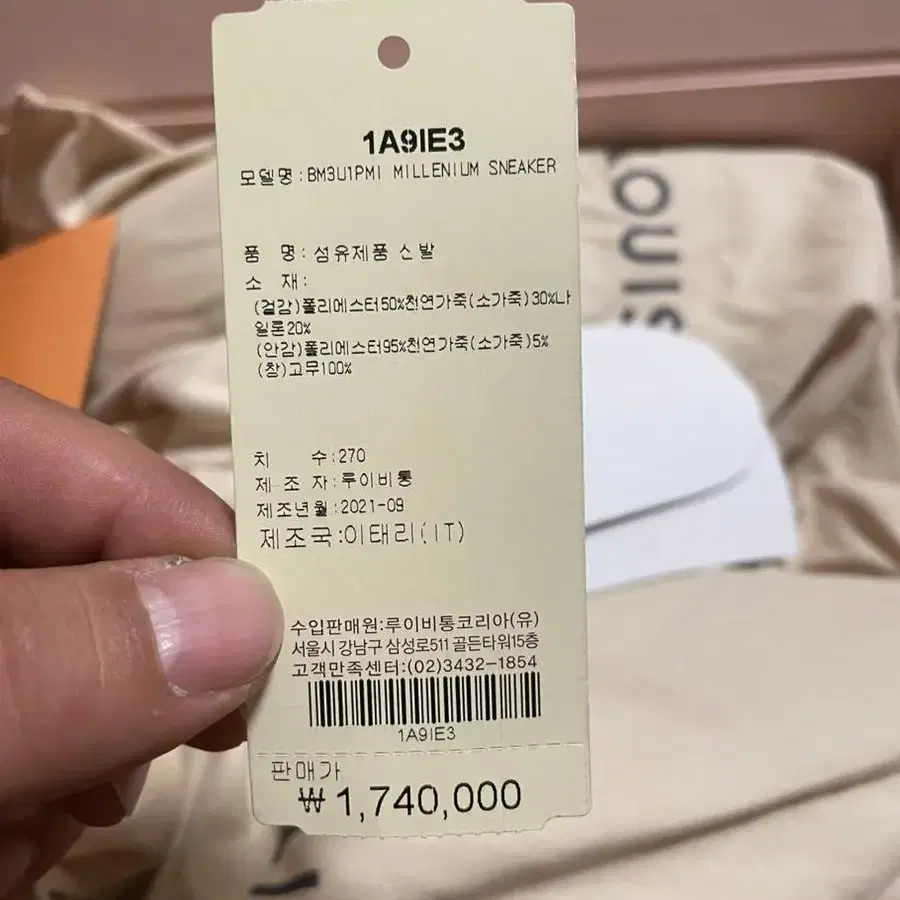 1A9IE3
모델명:BM3U1PMI MILLENIUM SNEAKER
품 명:섬유제품 신발
소 재:
(겉감)폴리에스터50%천연가죽(소가죽)30%나
일론20%
(안감)폴리에스터95%천연가죽(소가죽)5%
(창)고무100%
치 수:270
제 조 자:루이비통
제조년월:2021-09
제조국:이태리(IT)
수입판매원:루이비통코리아(유)
서울시 강남구 삼성로511 골든타워15층
고객만족센터:(02)3432-1854
1A9IE3
판매가
₩ 1,740,000
OUIS